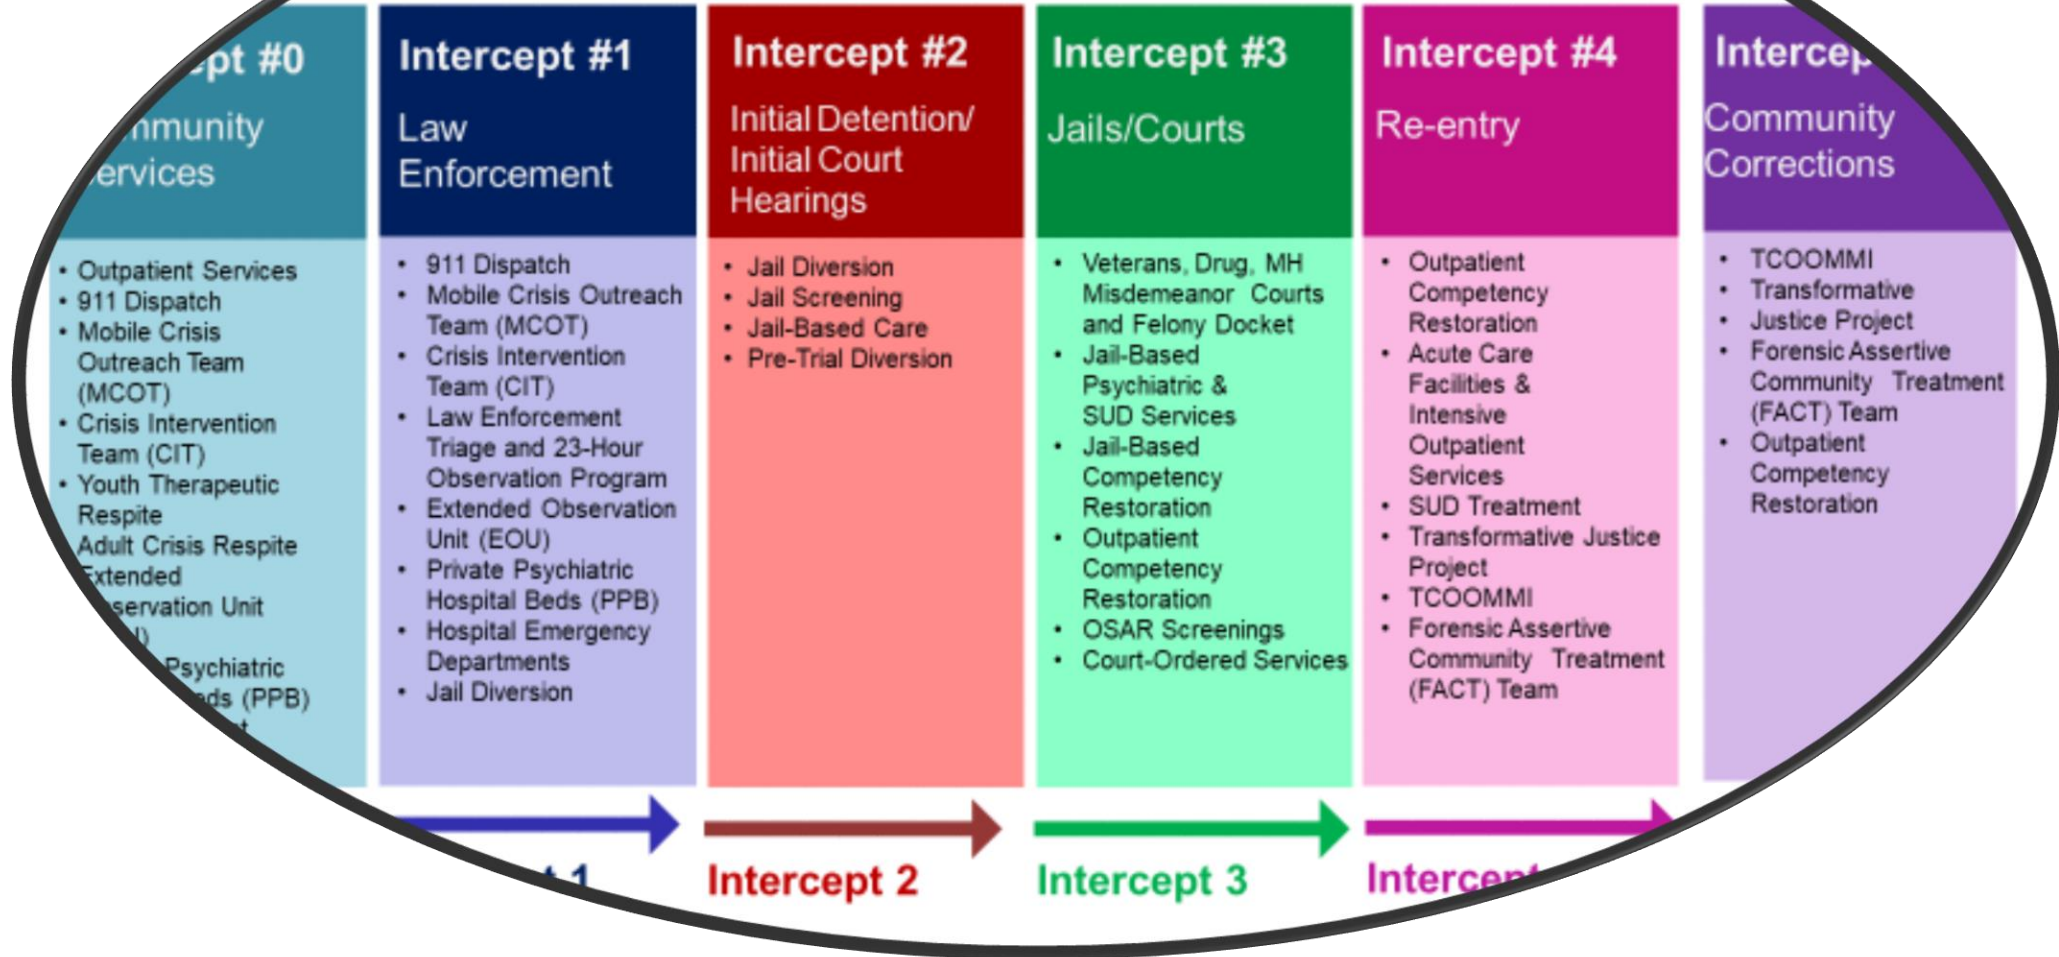 ept #0
mmunity
ervices
• Outpatient Services
• 911 Dispatch
• Mobile Crisis
Outreach Team
(MCOT)
• Crisis Intervention
Team (CIT)
• Youth Therapeutic
Respite
Adult Crisis Respite
Extended
servation Unit
Psychiatric
eds (PPB)
Intercept #1
Law
Enforcement
• 911 Dispatch
• Mobile Crisis Outreach
Team (MCOT)
• Crisis Intervention
Team (CIT)
• Law Enforcement
Triage and 23-Hour
Observation Program
• Extended Observation
Unit (EOU)
• Private Psychiatric
Hospital Beds (PPB)
• Hospital Emergency
Departments
• Jail Diversion
t 1
Intercept #2
Initial Detention/
Initial Court
Hearings
• Jail Diversion
• Jail Screening
• Jail-Based Care
• Pre-Trial Diversion
Intercept 2
Intercept #3
Jails/Courts
• Veterans, Drug, MH
Misdemeanor Courts
and Felony Docket
• Jail-Based
Psychiatric &
SUD Services
• Jail-Based
Competency
Restoration
• Outpatient
Competency
Restoration
• OSAR Screenings
• Court-Ordered Services
Intercept 3
Intercept #4
Re-entry
• Outpatient
Competency
Restoration
• Acute Care
Facilities &
Intensive
Outpatient
Services
• SUD Treatment
• Transformative Justice
Project
• TCOOMMI
• Forensic Assertive
Community Treatment
(FACT) Team
Intercept
Intercep
Community
Corrections
• TCOOMMI
• Transformative
• Justice Project
• Forensic Assertive
Community Treatment
(FACT) Team
• Outpatient
Competency
Restoration